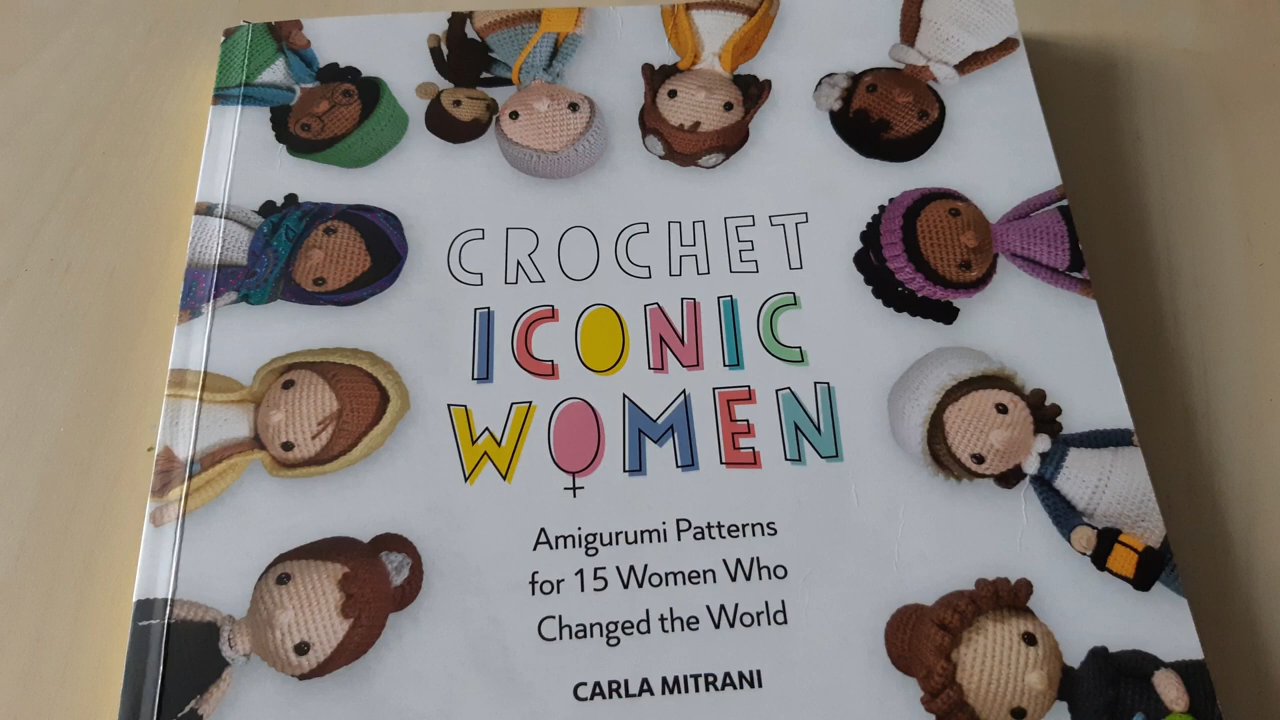 CROCHET
ICONIC
WOMEN
Amigurumi Patterns
for 15 Women Who
Changed the World
CARLA MITRANI